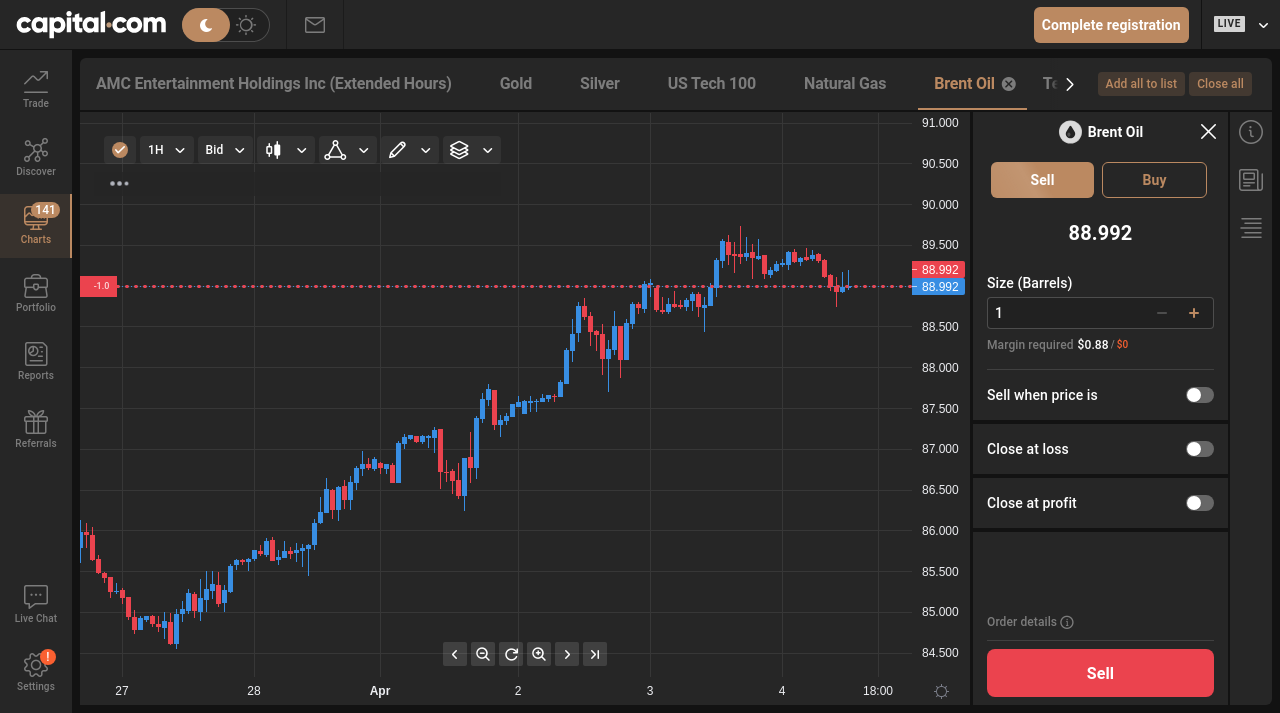 capital.com
Complete registration
LIVE
Trade
Discover
141
Charts
Portfolio
Reports
Referrals
Live Chat
!
Settings
AMC Entertainment Holdings Inc (Extended Hours)
Gold
Silver
US Tech 100
Natural Gas
Brent Oil
Te
Add all to list
Close all
1H
Bid
-1.0
91.000
90.500
90.000
89.500
88.992
88.992
88.500
88.000
87.500
87.000
86.500
86.000
85.500
85.000
84.500
27
28
Apr
2
3
4
18:00
Brent Oil
Sell
Buy
88.992
Size (Barrels)
1
Margin required $0.88 / $0
Sell when price is
Close at loss
Close at profit
Order details
Sell